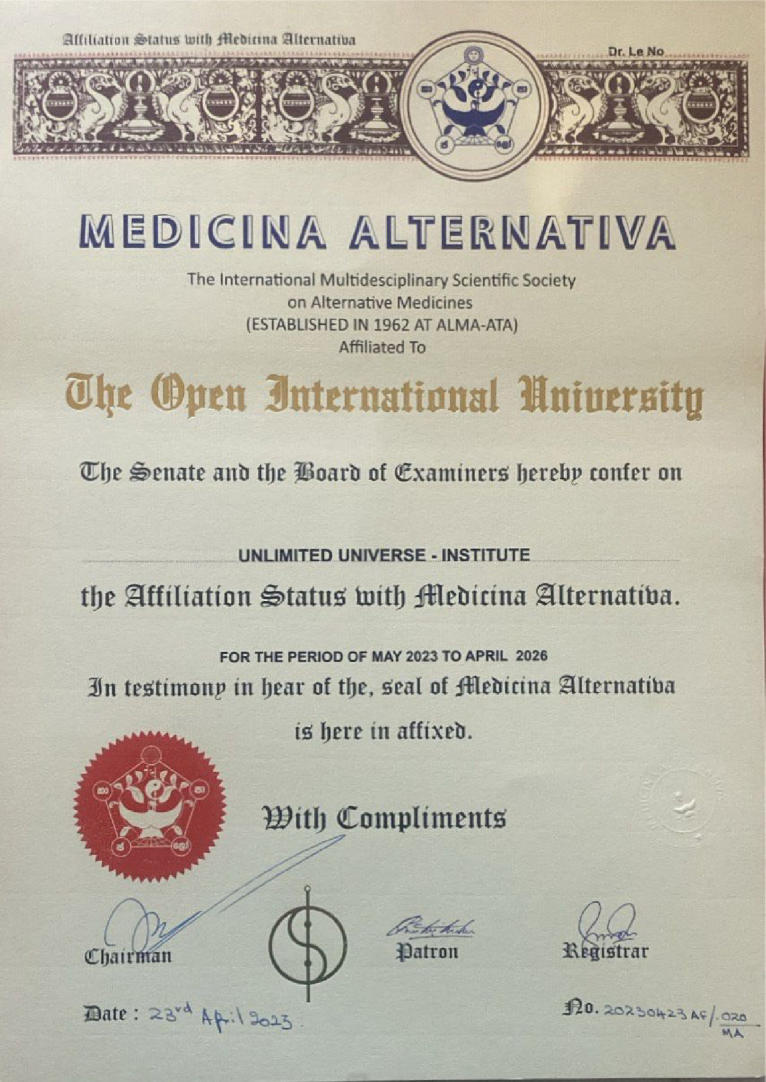 Affiliation Status with Medicina Alternativa
Dr. Le No
MEDICINA ALTERNATIVA
The International Multidesciplinary Scientific Society
on Alternative Medicines
(ESTABLISHED IN 1962 AT ALMA-ATA)
Affiliated To
The Open International University
The Senate and the Board of Examiners hereby confer on
UNLIMITED UNIVERSE - INSTITUTE
the Affiliation Status with Medicina Alternativa.
FOR THE PERIOD OF MAY 2023 TO APRIL 2026
In testimony in hear of the, seal of Medicina Alternativa
is here in affixed.
With Compliments
Chairman
Patron
Registrar
Date : 23rd April 2023
No. 20230423AF/.020
MA